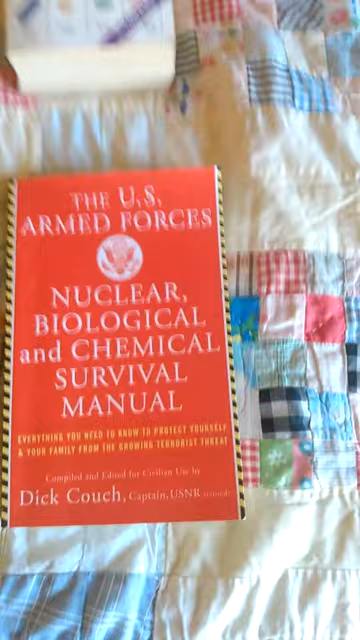 THE U.S.
ARMED FORCES
NUCLEAR,
BIOLOGICAL
and CHEMICAL
SURVIVAL
MANUAL
EVERYTHING YOU NEED TO KNOW TO PROTECT YOURSELF
& YOUR FAMILY FROM THE GROWING TERRORIST THREAT
Compiled and Edited for Civilian Use by
Dick Couch, Captain, USNR (retired)